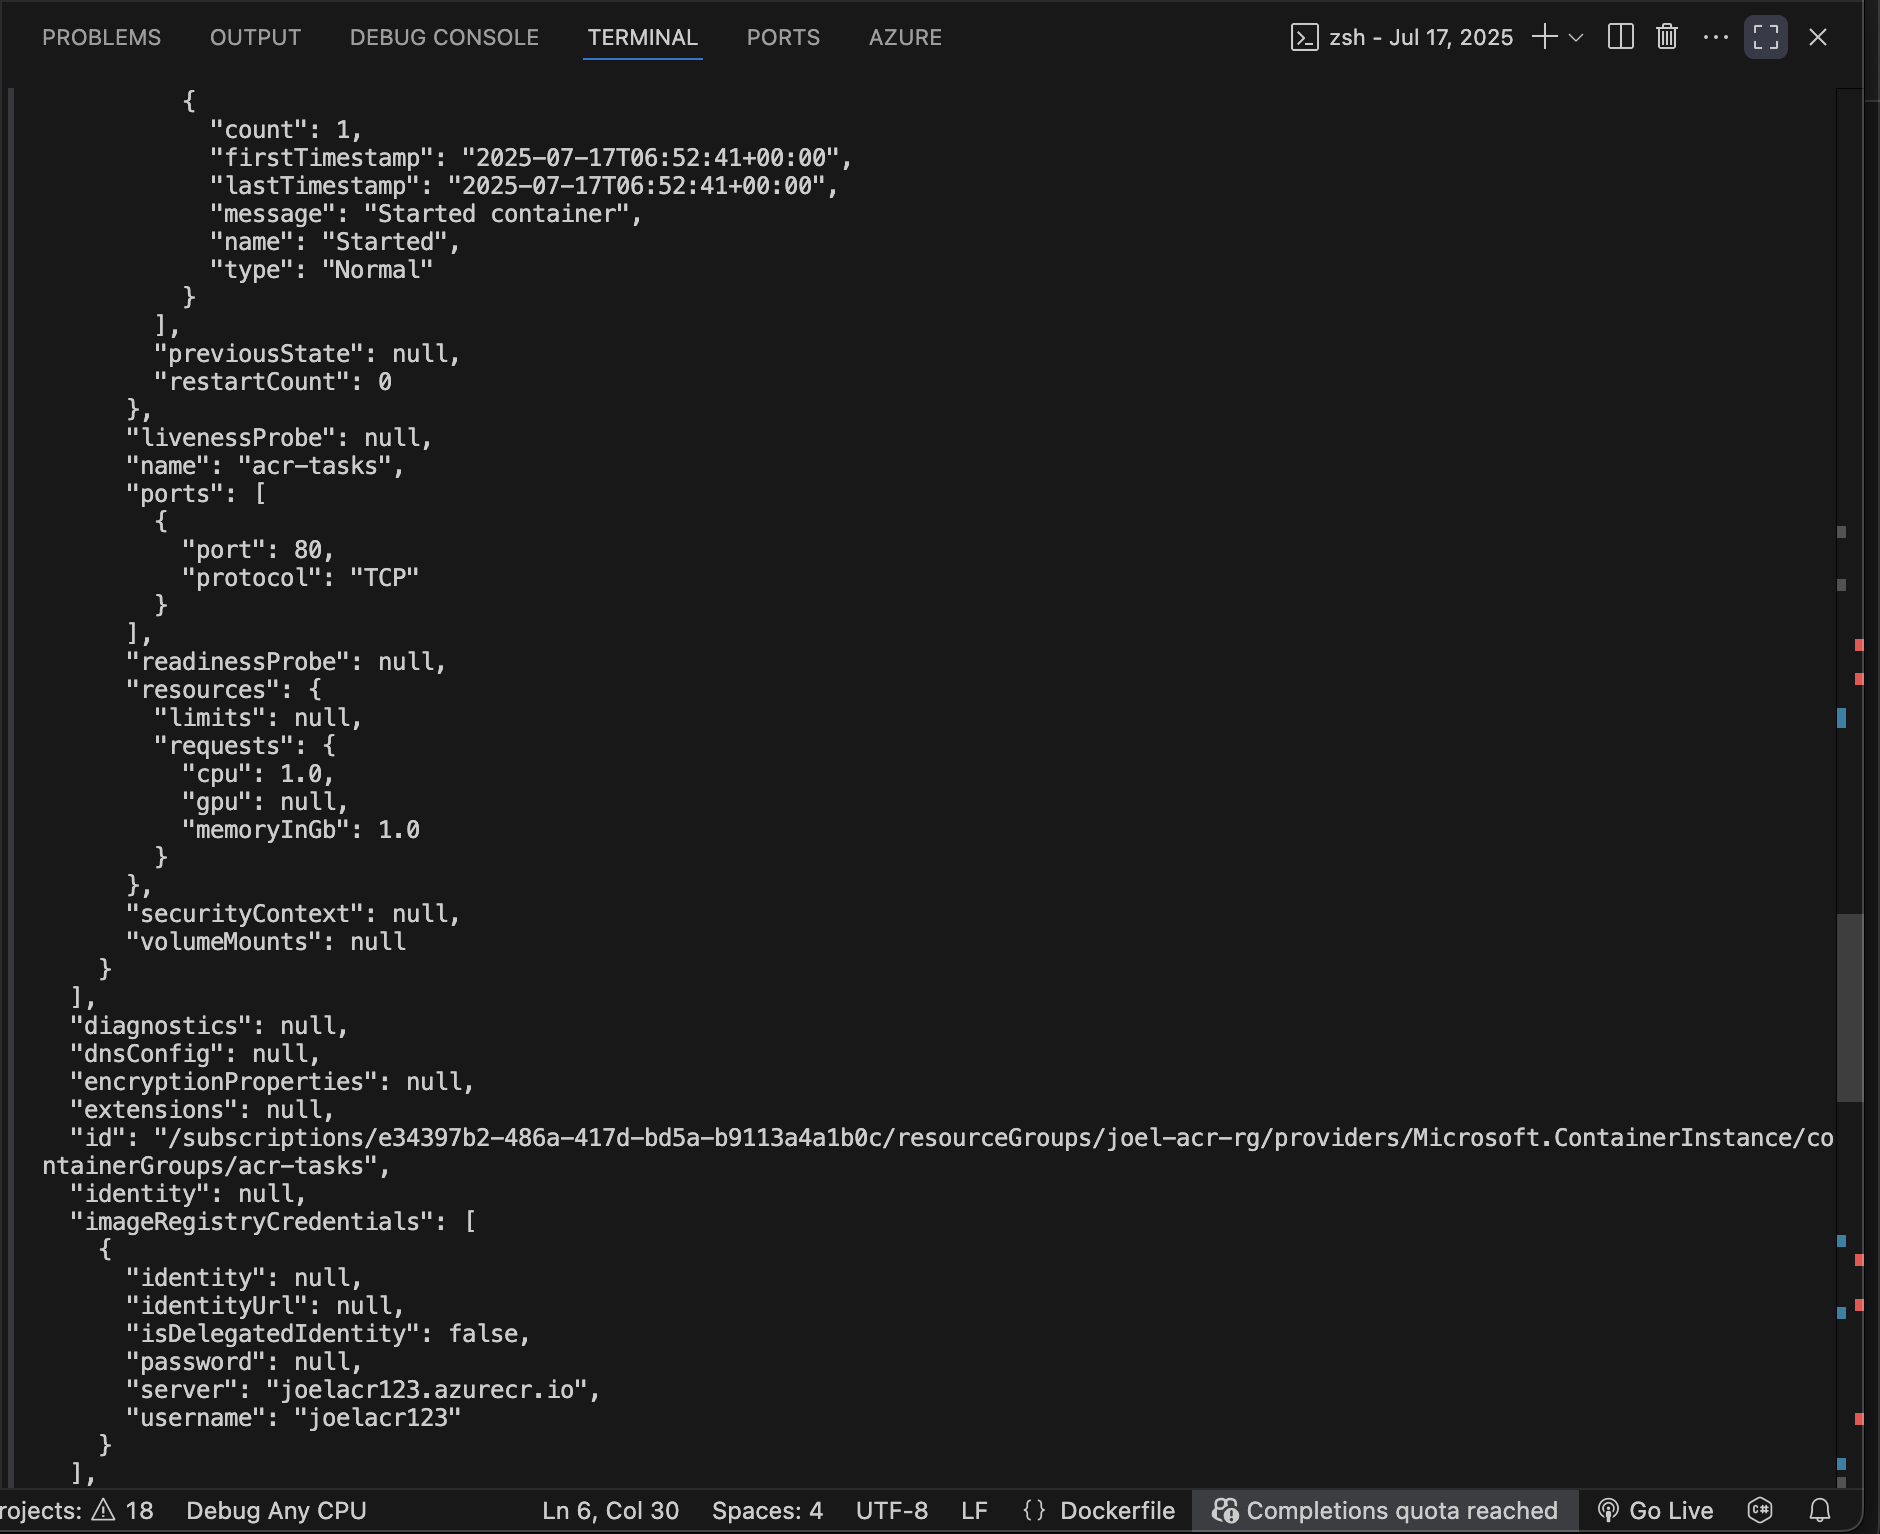 PROBLEMS OUTPUT DEBUG CONSOLE TERMINAL PORTS AZURE zsh - Jul 17, 2025
{
"count": 1,
"firstTimestamp": "2025-07-17T06:52:41+00:00",
"lastTimestamp": "2025-07-17T06:52:41+00:00",
"message": "Started container",
"name": "Started",
"type": "Normal"
}
],
"previousState": null,
"restartCount": 0
},
"livenessProbe": null,
"name": "acr-tasks",
"ports": [
{
"port": 80,
"protocol": "TCP"
}
],
"readinessProbe": null,
"resources": {
"limits": null,
"requests": {
"cpu": 1.0,
"gpu": null,
"memoryInGb": 1.0
}
},
"securityContext": null,
"volumeMounts": null
}
],
"diagnostics": null,
"dnsConfig": null,
"encryptionProperties": null,
"extensions": null,
"id": "/subscriptions/e34397b2-486a-417d-bd5a-b9113a4a1b0c/resourceGroups/joel-acr-rg/providers/Microsoft.ContainerInstance/co
ntainerGroups/acr-tasks",
"identity": null,
"imageRegistryCredentials": [
{
"identity": null,
"identityUrl": null,
"isDelegatedIdentity": false,
"password": null,
"server": "joelacr123.azurecr.io",
"username": "joelacr123"
}
],
rojects: 18 Debug Any CPU Ln 6, Col 30 Spaces: 4 UTF-8 LF {} Dockerfile Completions quota reached Go Live